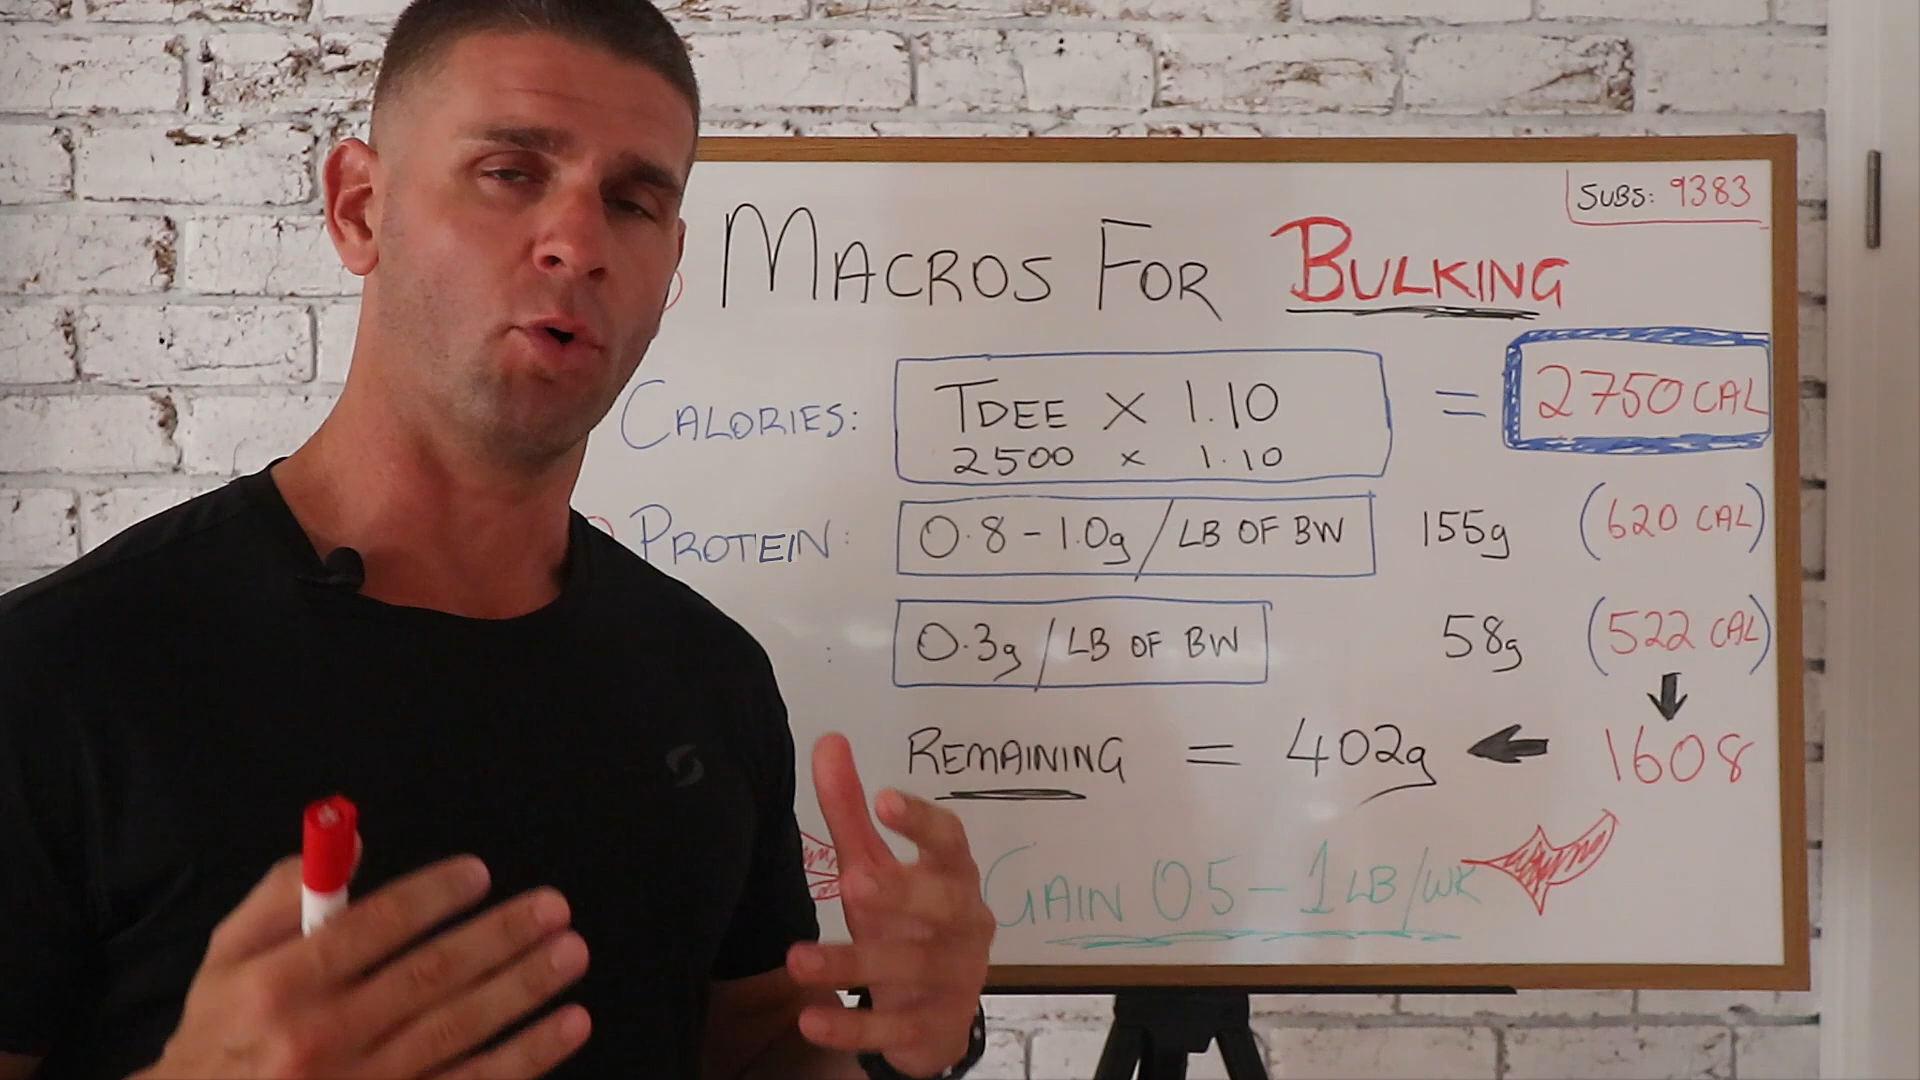 SUBS: 9383
MACROS FOR BULKING
CALORIES: TDEE X 1.10 = 2750 CAL
2500 x 1.10
PROTEIN: 0.8 - 1.0g / LB OF BW 155g (620 CAL)
: 0.3g / LB OF BW 58g (522 CAL)
REMAINING = 402g 1608
GAIN 0.5 - 1 LB/WK